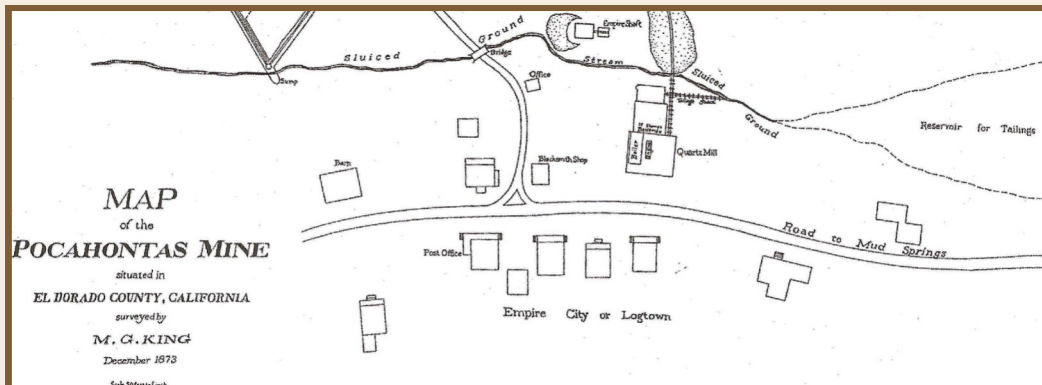 Empire Shaft
Sluiced Ground
Bridge
Stream
Sluiced Ground
Sump
Office
Reservoir for Tailings
Boiler
Quartz Mill
Barn
Blacksmith Shop
MAP
of the
POCAHONTAS MINE
situated in
EL DORADO COUNTY, CALIFORNIA
surveyed by
M. G. KING
December 1873
Road to Mud Springs
Post Office
Empire City or Logtown